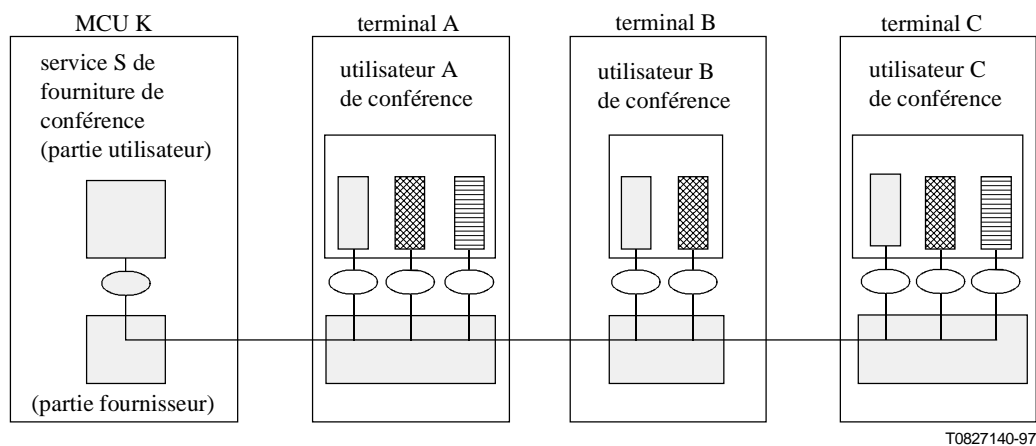 MCU K
terminal A
terminal B
terminal C
service S de
fourniture de
conférence
(partie utilisateur)
utilisateur A
de conférence
utilisateur B
de conférence
utilisateur C
de conférence
(partie fournisseur)
T0827140-97